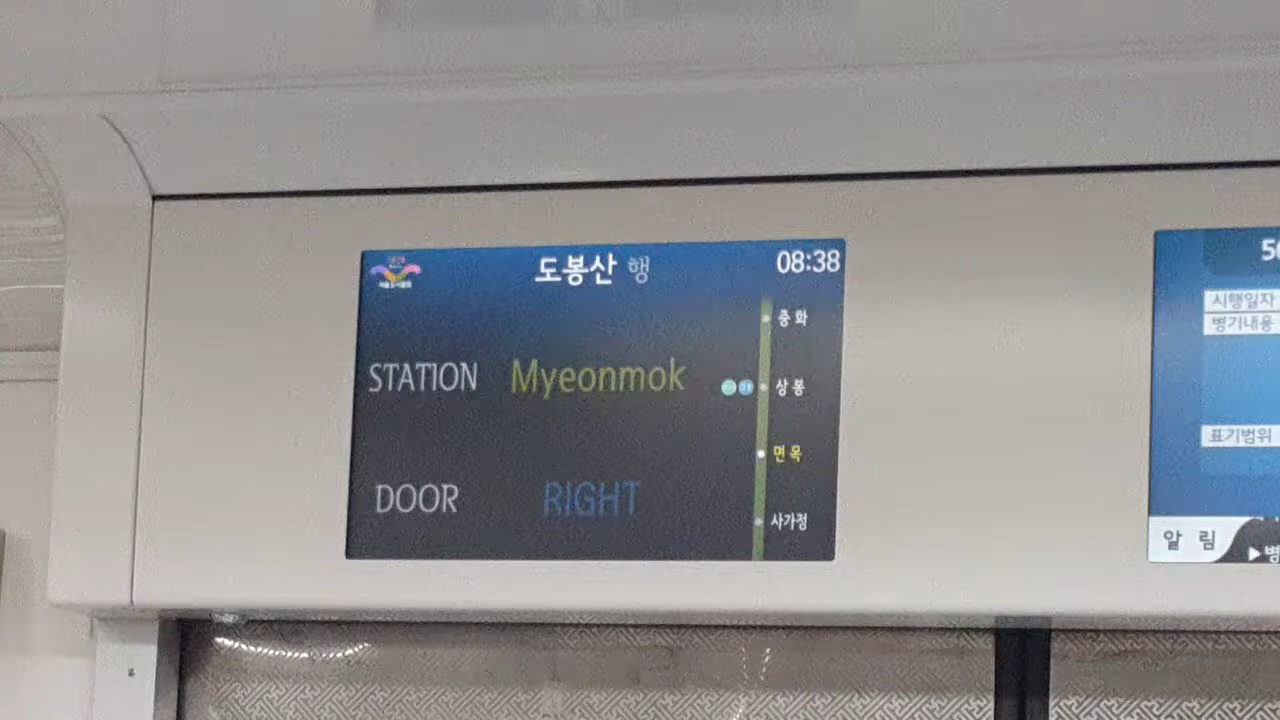 도봉산 행
08:38
STATION Myeonmok
DOOR RIGHT
중화
상봉
면목
사가정
시행일자
병기내용
표기범위
알 림